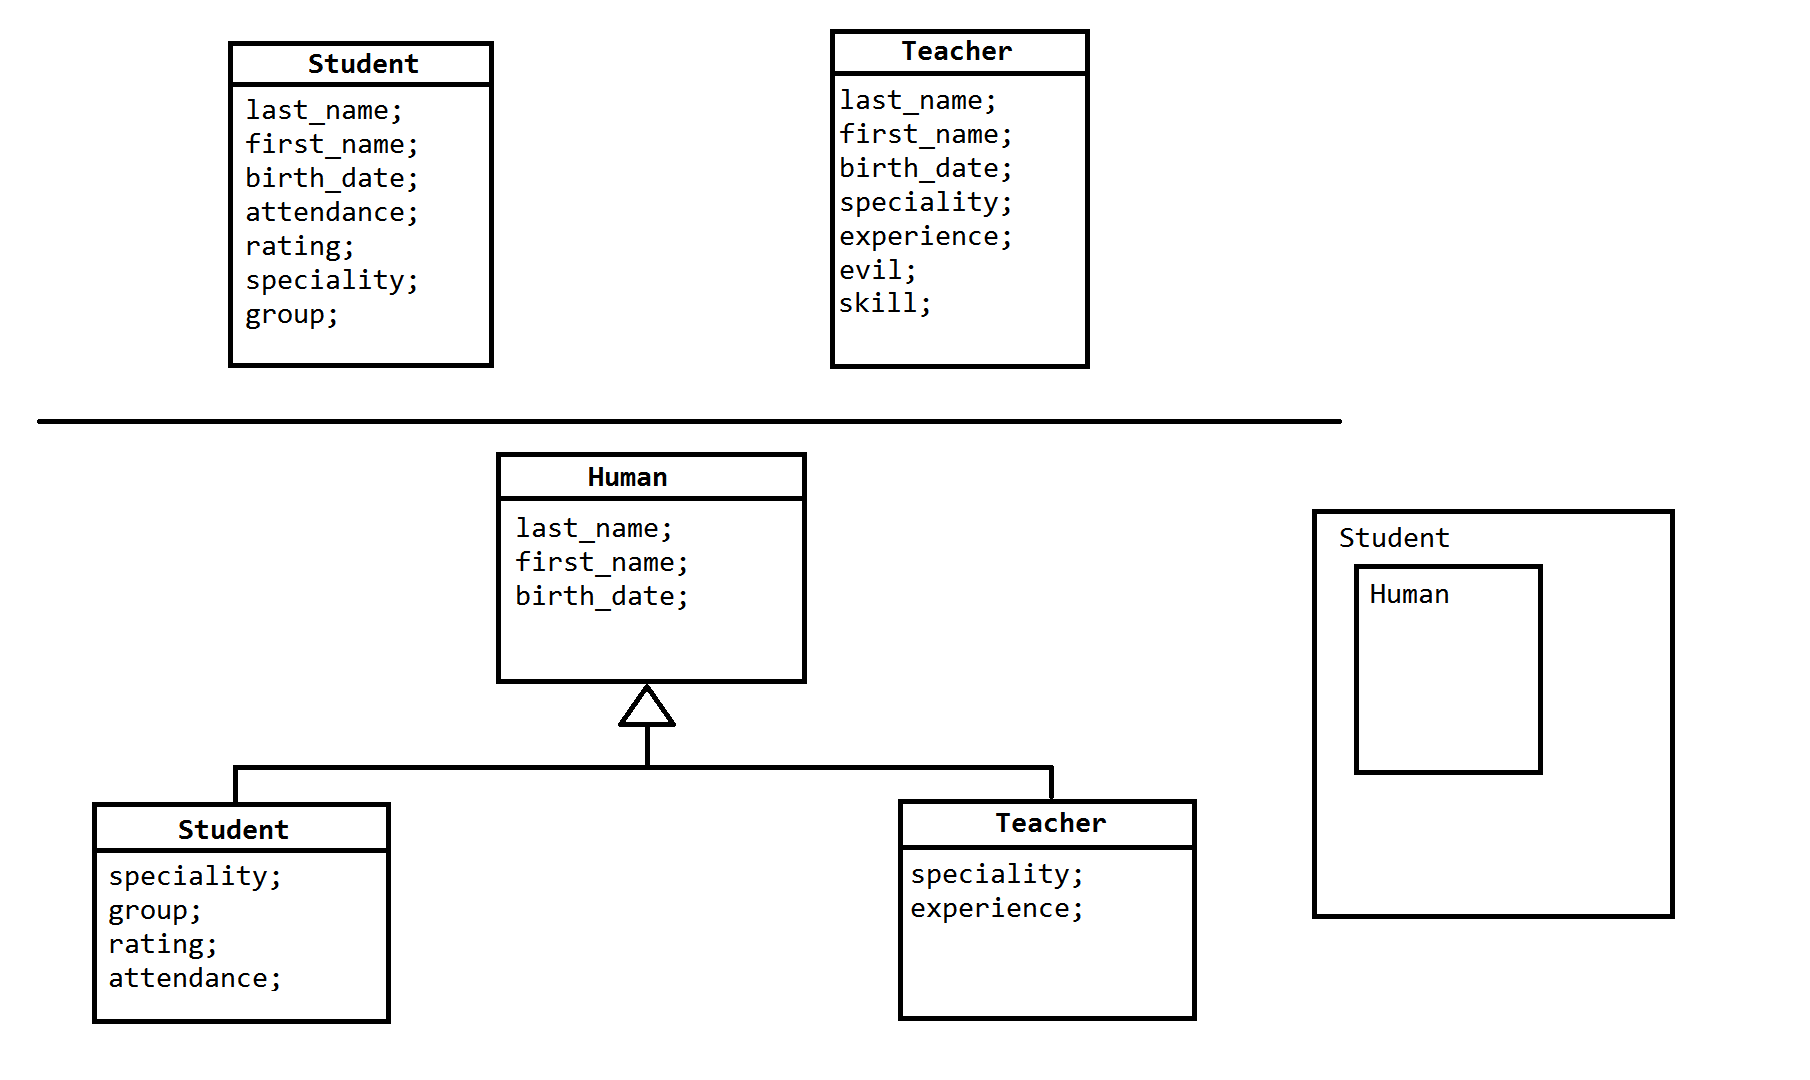 Student
last_name;
first_name;
birth_date;
attendance;
rating;
speciality;
group;
Teacher
last_name;
first_name;
birth_date;
speciality;
experience;
evil;
skill;
Human
last_name;
first_name;
birth_date;
Student
speciality;
group;
rating;
attendance;
Teacher
speciality;
experience;
Student
Human